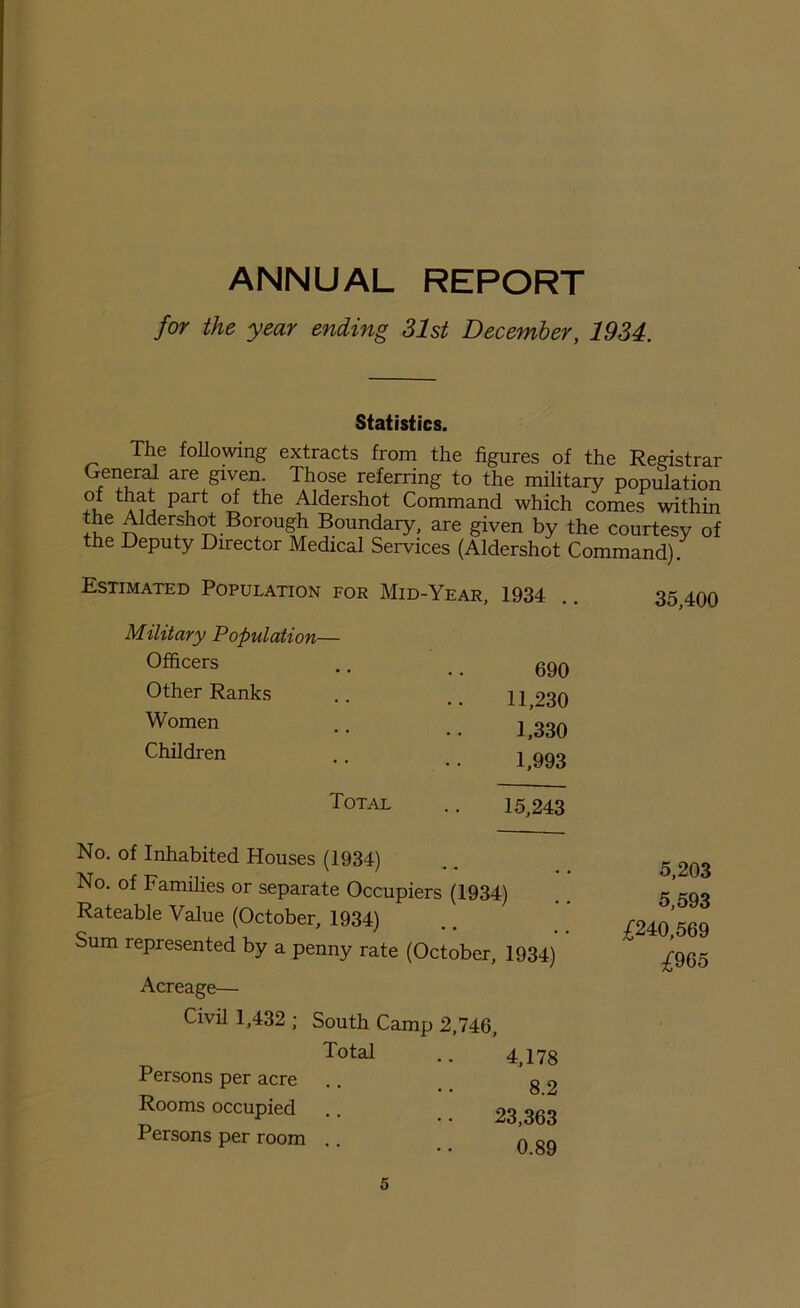 ANNUAL REPORT
for the year ending 31st December, 1934.
Statistics.
The following extracts from the figures of the Registrar
General are given. Those referring to the military population
of that part of the Aldershot Command which comes within
the Aldershot Borough Boundary, are given by the courtesy of
the Deputy Director Medical Services (Aldershot Command).
Estimated Population for Mid-Year, 1934 .. 35,400
Military Population—
Officers .. .. 690
Other Ranks .. .. 11,230
Women .. .. 1,330
Children .. .. 1,993
Total .. 15,243
No. of Inhabited Houses (1934) .. .. 5,203
No. of Families or separate Occupiers (1934) .. 5,593
Rateable Value (October, 1934) .. .. £240,569
Sum represented by a penny rate (October, 1934) £965
Acreage—
Civil 1,432 ; South Camp 2,746,
Total .. 4,178
Persons per acre .. .. 8.2
Rooms occupied .. .. 23,363
Persons per room .. .. 0.89
5